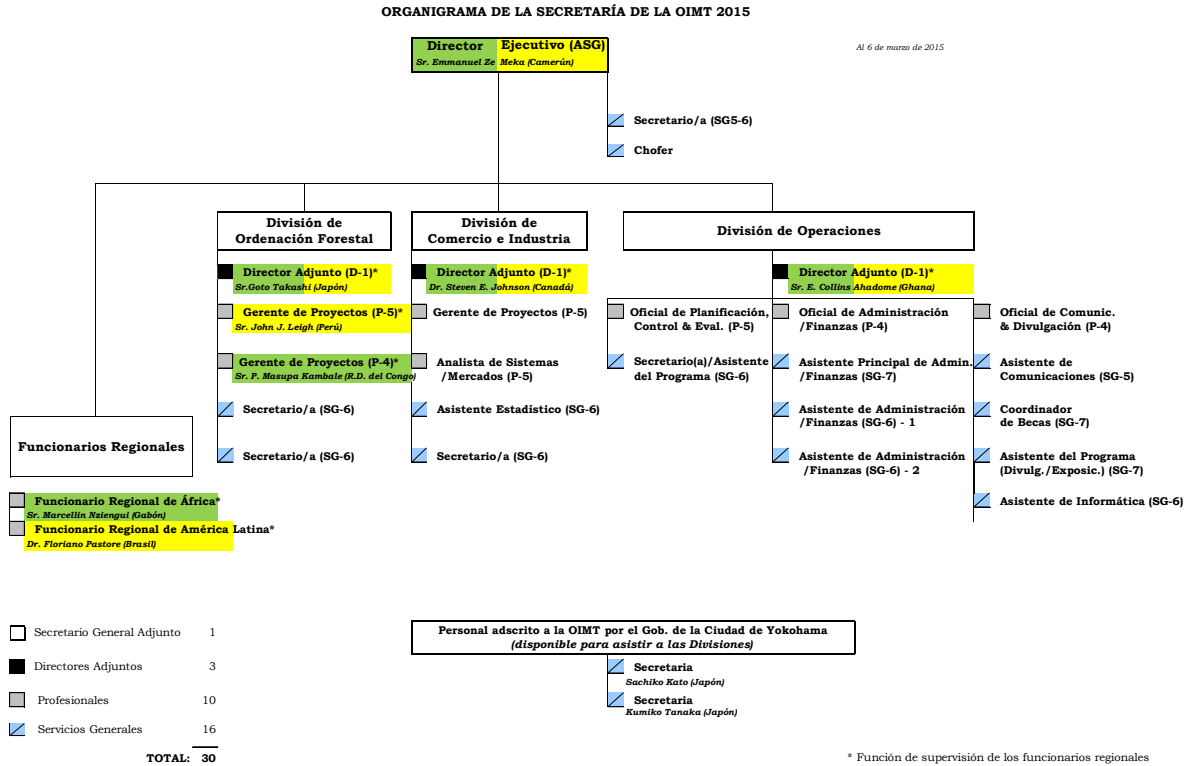 ORGANIGRAMA DE LA SECRETARÍA DE LA OIMT 2015
Director Ejecutivo (ASG)
Sr. Emmanuel Ze Meka (Camerún)
Al 6 de marzo de 2015
Secretario/a (SG5-6)
Chofer
División de
Ordenación Forestal
Director Adjunto (D-1)*
Sr.Goto Takashi (Japón)
Gerente de Proyectos (P-5)*
Sr. John J. Leigh (Perú)
Gerente de Proyectos (P-4)*
Sr. P. Masupa Kambale (R.D. del Congo)
Secretario/a (SG-6)
Secretario/a (SG-6)
División de
Comercio e Industria
Director Adjunto (D-1)*
Dr. Steven E. Johnson (Canadá)
Gerente de Proyectos (P-5)
Analista de Sistemas
/Mercados (P-5)
Asistente Estadístico (SG-6)
Secretario/a (SG-6)
División de Operaciones
Director Adjunto (D-1)*
Sr. E. Collins Ahadome (Ghana)
Oficial de Planificación,
Control & Eval. (P-5)
Secretario(a)/Asistente
del Programa (SG-6)
Oficial de Administración
/Finanzas (P-4)
Asistente Principal de Admin.
/Finanzas (SG-7)
Asistente de Administración
/Finanzas (SG-6) - 1
Asistente de Administración
/Finanzas (SG-6) - 2
Oficial de Comunic.
& Divulgación (P-4)
Asistente de
Comunicaciones (SG-5)
Coordinador
de Becas (SG-7)
Asistente del Programa
(Divulg./Exposic.) (SG-7)
Asistente de Informática (SG-6)
Funcionarios Regionales
Funcionario Regional de África*
Sr. Marcellin Nziengui (Gabón)
Funcionario Regional de América Latina*
Dr. Floriano Pastore (Brasil)
Secretario General Adjunto 1
Directores Adjuntos 3
Profesionales 10
Servicios Generales 16
TOTAL: 30
Personal adscrito a la OIMT por el Gob. de la Ciudad de Yokohama
(disponible para asistir a las Divisiones)
Secretaria
Sachiko Kato (Japón)
Secretaria
Kumiko Tanaka (Japón)
* Función de supervisión de los funcionarios regionales